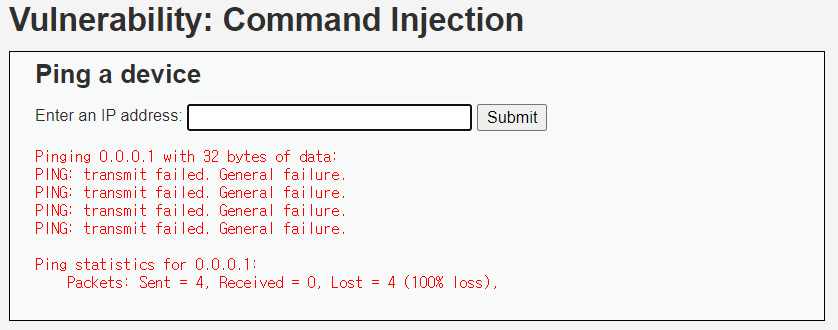 Vulnerability: Command Injection
Ping a device
Enter an IP address: Submit
Pinging 0.0.0.1 with 32 bytes of data:
PING: transmit failed. General failure.
PING: transmit failed. General failure.
PING: transmit failed. General failure.
PING: transmit failed. General failure.
Ping statistics for 0.0.0.1:
Packets: Sent = 4, Received = 0, Lost = 4 (100% loss),